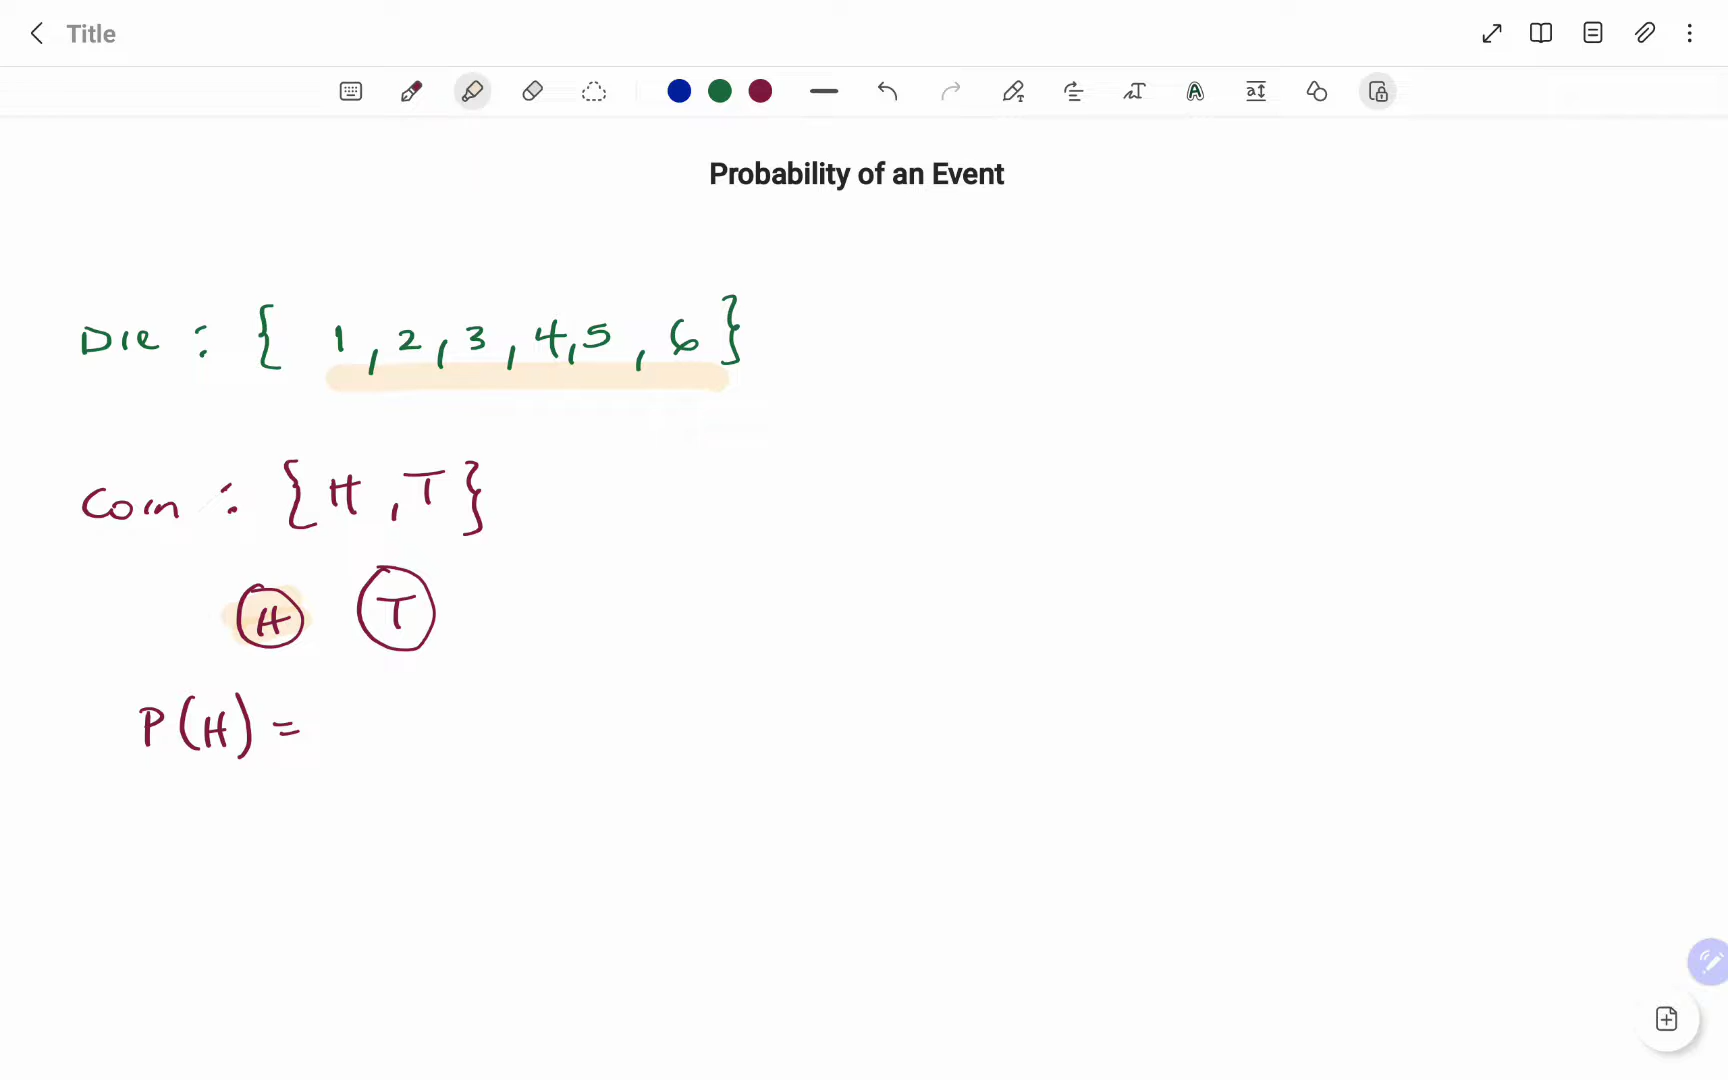 Title
Probability of an Event
Die : { 1 , 2 , 3 , 4 , 5 , 6 }
Coin : { H , T }
H T
P(H) =